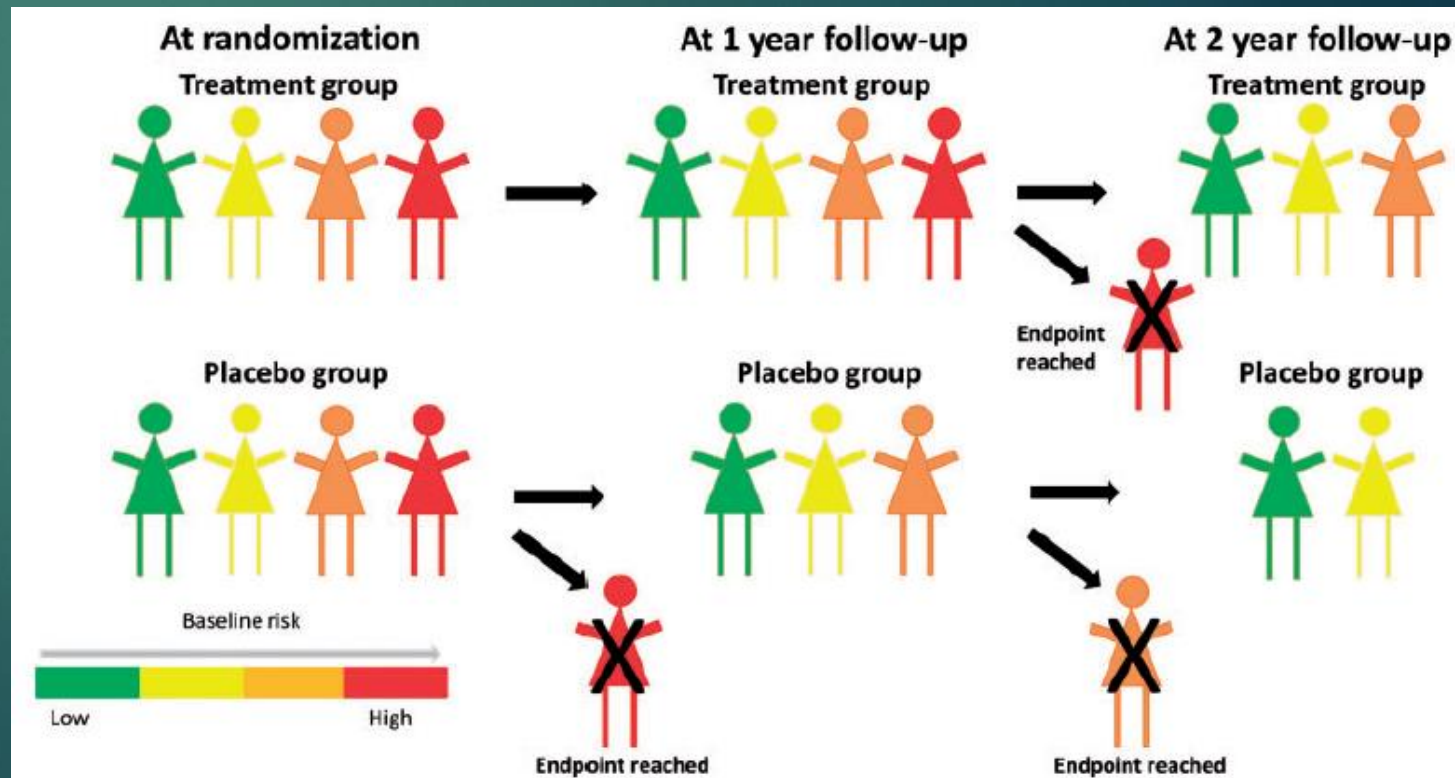 At randomization
At 1 year follow-up
At 2 year follow-up
Treatment group
Treatment group
Treatment group
Endpoint
reached
Placebo group
Placebo group
Placebo group
Baseline risk
Low
High
Endpoint reached
Endpoint reached